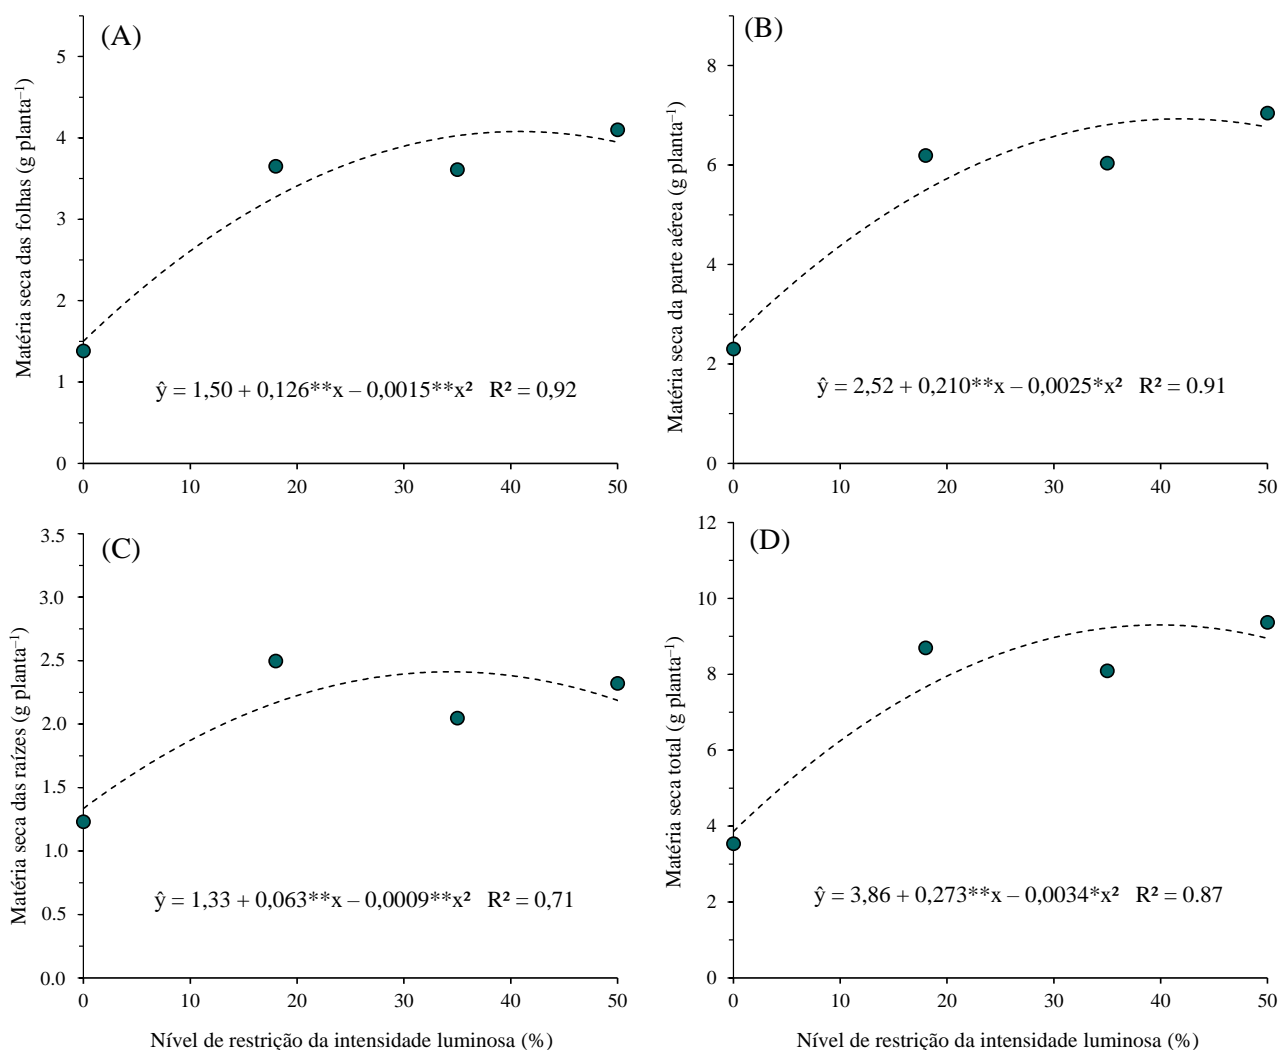 (A)
Matéria seca das folhas (g planta⁻¹)
5
4
3
2
1
0
ŷ = 1,50 + 0,126**x – 0,0015**x² R² = 0,92
0 10 20 30 40 50
(B)
Matéria seca da parte aérea (g planta⁻¹)
8
6
4
2
0
ŷ = 2,52 + 0,210**x – 0,0025*x² R² = 0.91
0 10 20 30 40 50
(C)
Matéria seca das raízes (g planta⁻¹)
3.5
3.0
2.5
2.0
1.5
1.0
0.5
0.0
ŷ = 1,33 + 0,063**x – 0,0009**x² R² = 0,71
0 10 20 30 40 50
Nível de restrição da intensidade luminosa (%)
(D)
Matéria seca total (g planta⁻¹)
12
10
8
6
4
2
0
ŷ = 3,86 + 0,273**x – 0,0034*x² R² = 0.87
0 10 20 30 40 50
Nível de restrição da intensidade luminosa (%)